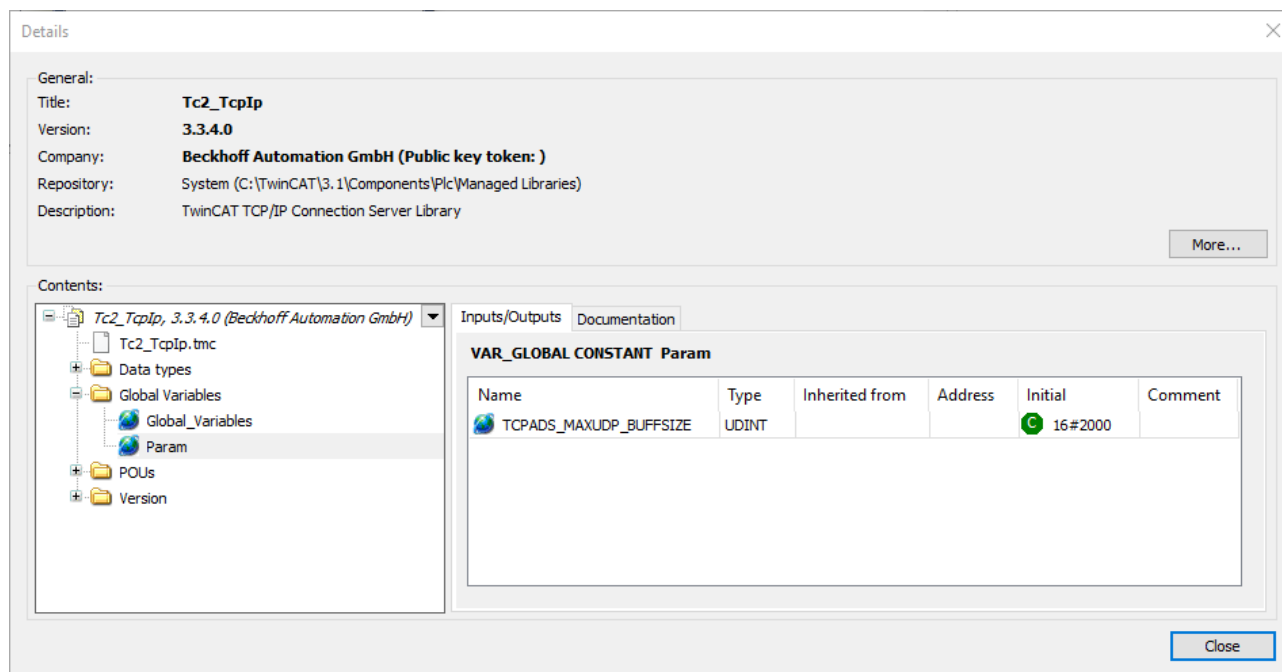 Details
General:
Title: Tc2_TcpIp
Version: 3.3.4.0
Company: Beckhoff Automation GmbH (Public key token: )
Repository: System (C:\TwinCAT\3.1\Components\Plc\Managed Libraries)
Description: TwinCAT TCP/IP Connection Server Library
More...
Contents:
Tc2_TcpIp, 3.3.4.0 (Beckhoff Automation GmbH)
Tc2_TcpIp.tmc
Data types
Global Variables
Global_Variables
Param
POUs
Version
Inputs/Outputs Documentation
VAR_GLOBAL CONSTANT Param
Name Type Inherited from Address Initial Comment
TCPADS_MAXUDP_BUFFSIZE UDINT C 16#2000
Close